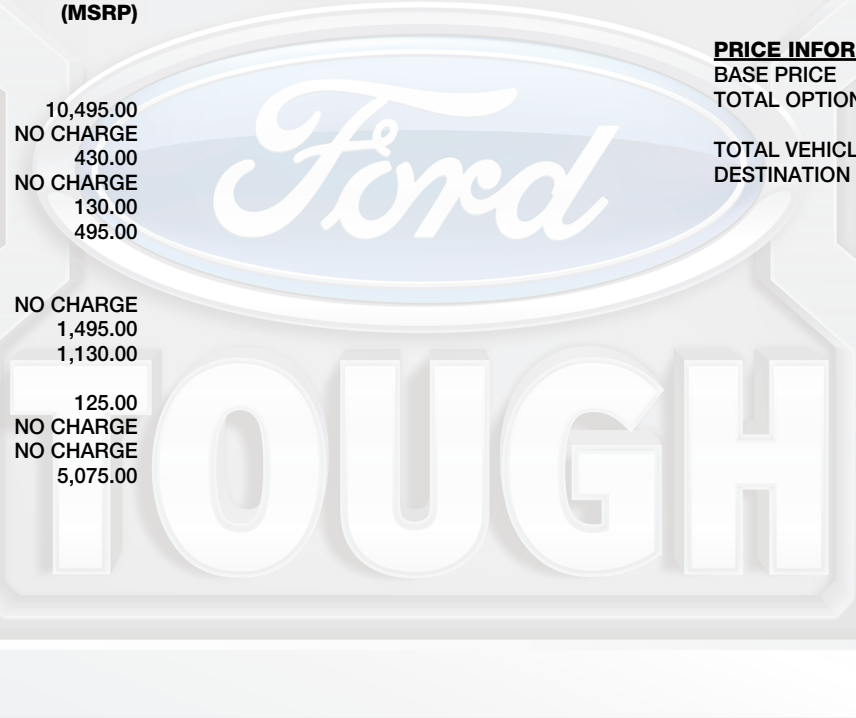 (MSRP)
10,495.00
NO CHARGE
430.00
NO CHARGE
130.00
495.00
NO CHARGE
1,495.00
1,130.00
125.00
NO CHARGE
NO CHARGE
5,075.00
PRICE INFOR
BASE PRICE
TOTAL OPTION
TOTAL VEHICL
DESTINATION
Ford
TOUGH